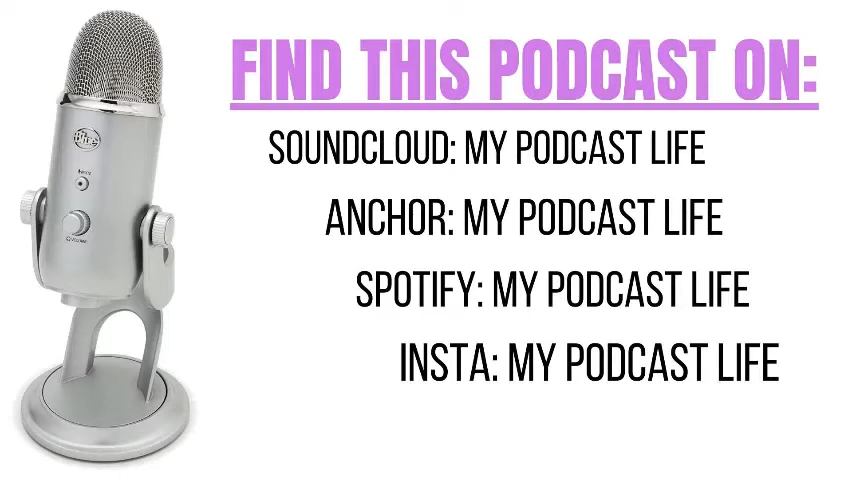 FIND THIS PODCAST ON:
SOUNDCLOUD: MY PODCAST LIFE
ANCHOR: MY PODCAST LIFE
SPOTIFY: MY PODCAST LIFE
INSTA: MY PODCAST LIFE
Blue